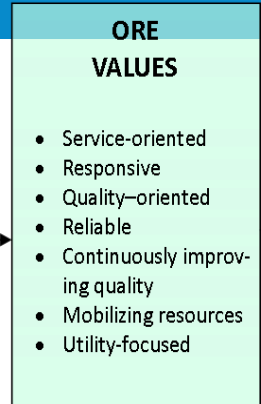 ORE
VALUES
• Service-oriented
• Responsive
• Quality–oriented
• Reliable
• Continuously improv-
ing quality
• Mobilizing resources
• Utility-focused